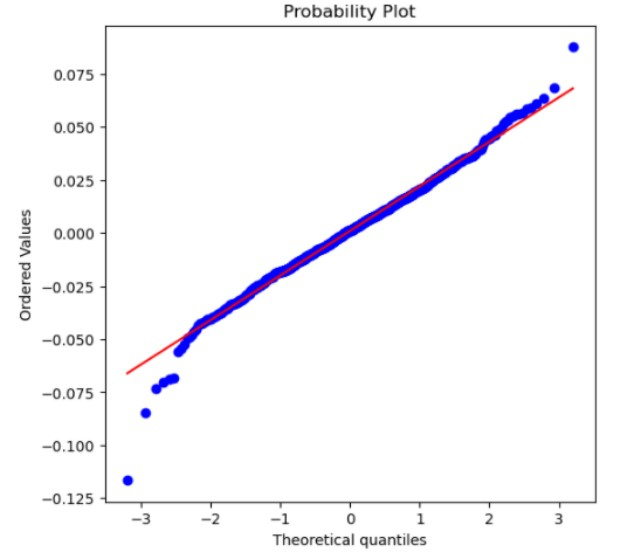 Probability Plot
0.075
0.050
0.025
0.000
−0.025
−0.050
−0.075
−0.100
−0.125
Ordered Values
−3 −2 −1 0 1 2 3
Theoretical quantiles